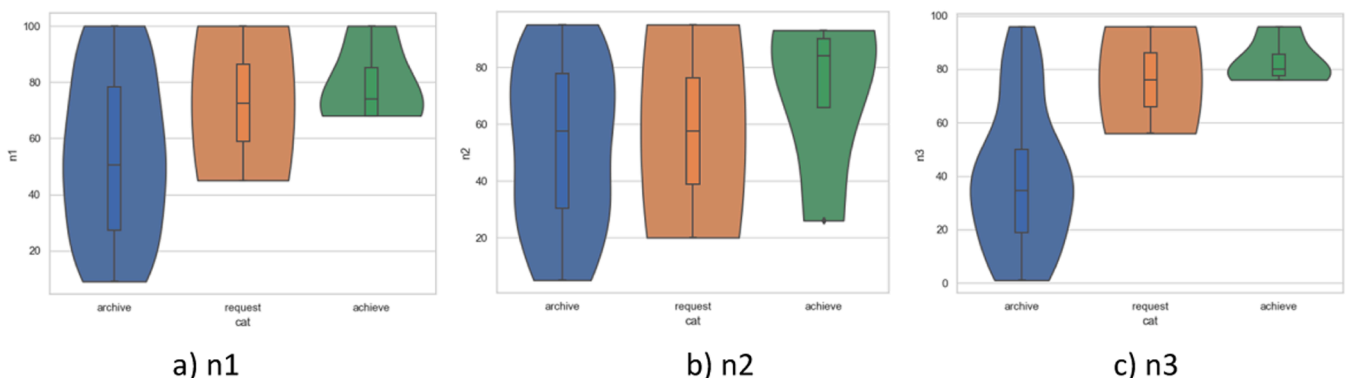 100
80
60
40
20
n1
archive
request
achieve
cat
a) n1
80
60
40
20
n2
archive
request
achieve
cat
b) n2
100
80
60
40
20
0
n3
archive
request
achieve
cat
c) n3